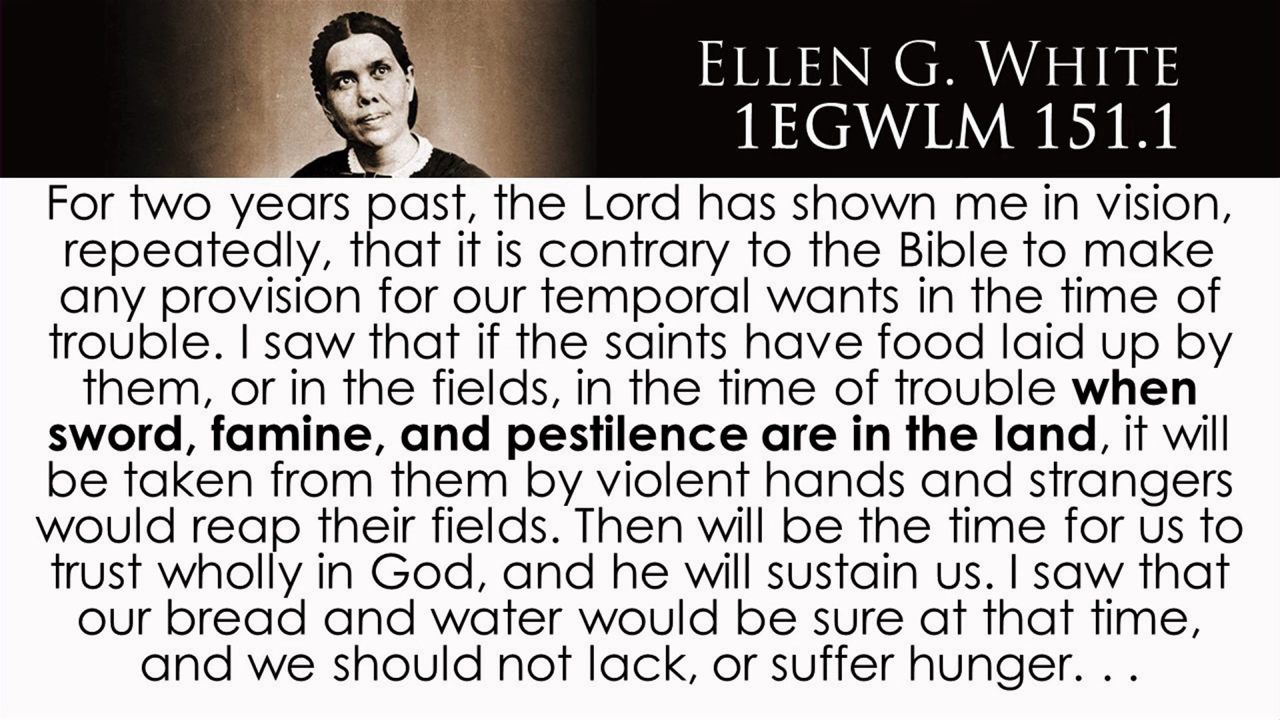 ELLEN G. WHITE
1EGWLM 151.1
For two years past, the Lord has shown me in vision,
repeatedly, that it is contrary to the Bible to make
any provision for our temporal wants in the time of
trouble. I saw that if the saints have food laid up by
them, or in the fields, in the time of trouble when
sword, famine, and pestilence are in the land, it will
be taken from them by violent hands and strangers
would reap their fields. Then will be the time for us to
trust wholly in God, and he will sustain us. I saw that
our bread and water would be sure at that time,
and we should not lack, or suffer hunger. . .